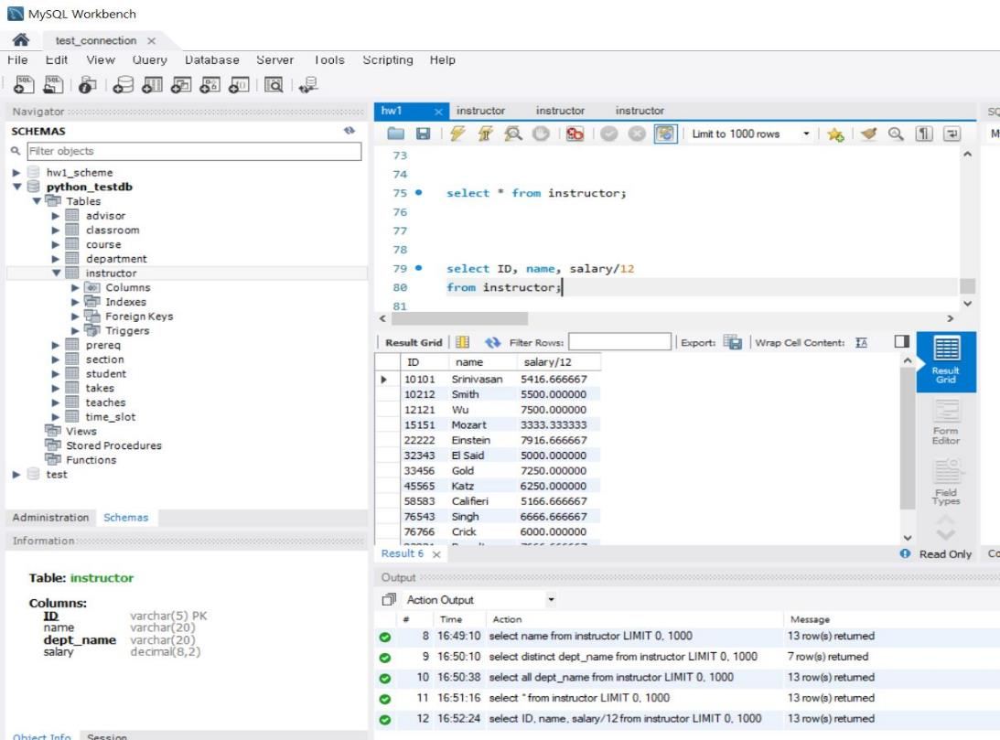 MySQL Workbench
test_connection
File Edit View Query Database Server Tools Scripting Help
Navigator
SCHEMAS
Filter objects
hw1_scheme
python_testdb
Tables
advisor
classroom
course
department
instructor
Columns
Indexes
Foreign Keys
Triggers
prereq
section
student
takes
teaches
time_slot
Views
Stored Procedures
Functions
test
Administration Schemas
Information
Table: instructor
Columns:
ID varchar(5) PK
name varchar(20)
dept_name varchar(20)
salary decimal(8,2)
Object Info Session
hw1 instructor instructor instructor
Limit to 1000 rows
73
74
75 select * from instructor;
76
77
78
79 select ID, name, salary/12
80 from instructor;
81
Result Grid Filter Rows: Export: Wrap Cell Content:
ID name salary/12
10101 Srinivasan 5416.666667
10212 Smith 5500.000000
12121 Wu 7500.000000
15151 Mozart 3333.333333
22222 Einstein 7916.666667
32343 El Said 5000.000000
33456 Gold 7250.000000
45565 Katz 6250.000000
58583 Califieri 5166.666667
76543 Singh 6666.666667
76766 Crick 6000.000000
Result Grid
Form Editor
Field Types
Result 6 Read Only
Output
Action Output
# Time Action Message
8 16:49:10 select name from instructor LIMIT 0, 1000 13 row(s) returned
9 16:50:10 select distinct dept_name from instructor LIMIT 0, 1000 7 row(s) returned
10 16:50:38 select all dept_name from instructor LIMIT 0, 1000 13 row(s) returned
11 16:51:16 select * from instructor LIMIT 0, 1000 13 row(s) returned
12 16:52:24 select ID, name, salary/12 from instructor LIMIT 0, 1000 13 row(s) returned